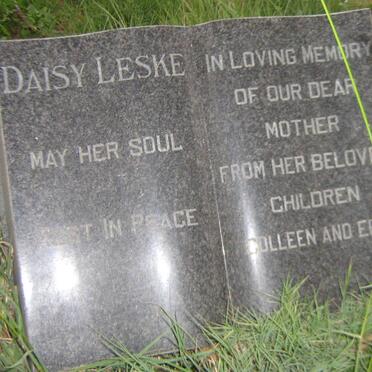 DAISY LESKE
MAY HER SOUL
REST IN PEACE
IN LOVING MEMORY
OF OUR DEAR
MOTHER
FROM HER BELOVED
CHILDREN
COLLEEN AND